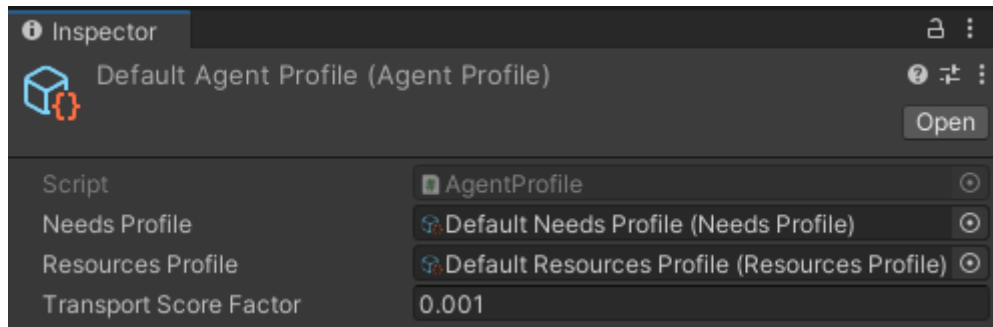 Inspector
Default Agent Profile (Agent Profile)
Open
Script AgentProfile
Needs Profile Default Needs Profile (Needs Profile)
Resources Profile Default Resources Profile (Resources Profile)
Transport Score Factor 0.001